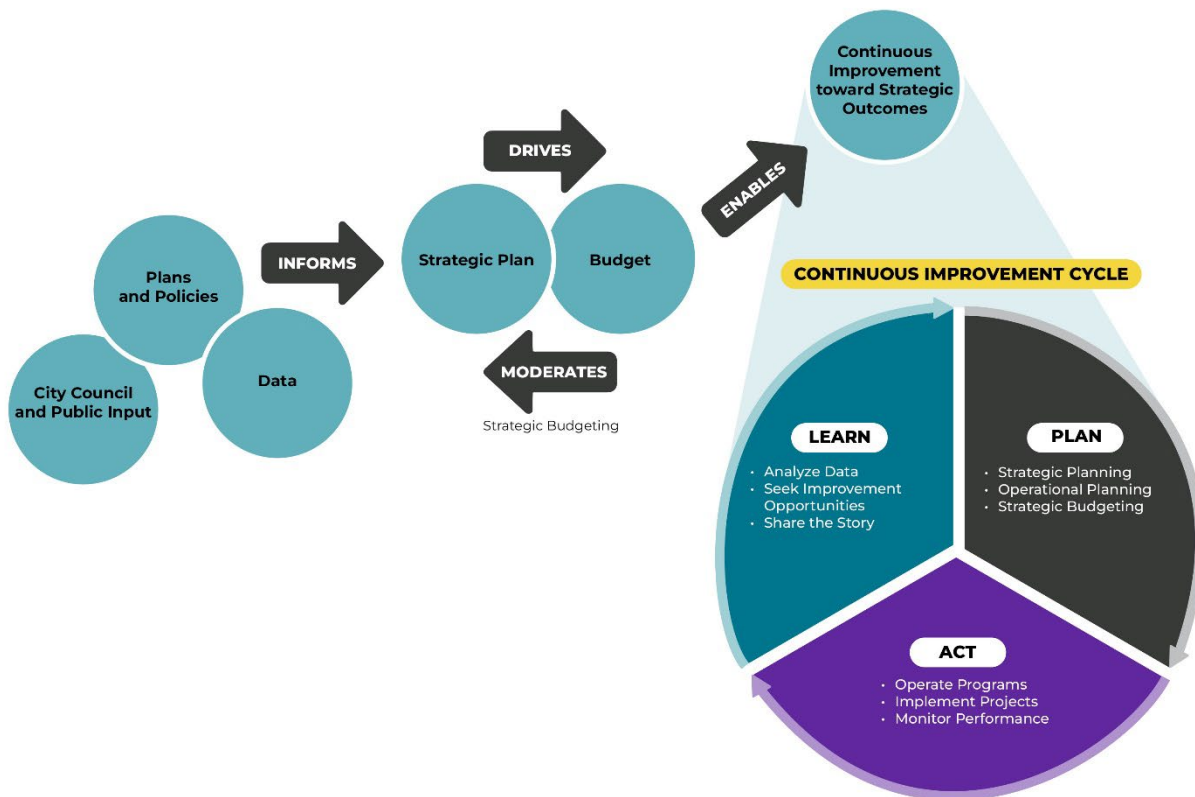 City Council
and Public Input
Plans
and Policies
Data
INFORMS
DRIVES
Strategic Plan
Budget
MODERATES
Strategic Budgeting
ENABLES
Continuous
Improvement
toward Strategic
Outcomes
CONTINUOUS IMPROVEMENT CYCLE
PLAN
• Strategic Planning
• Operational Planning
• Strategic Budgeting
ACT
• Operate Programs
• Implement Projects
• Monitor Performance
LEARN
• Analyze Data
• Seek Improvement
Opportunities
• Share the Story